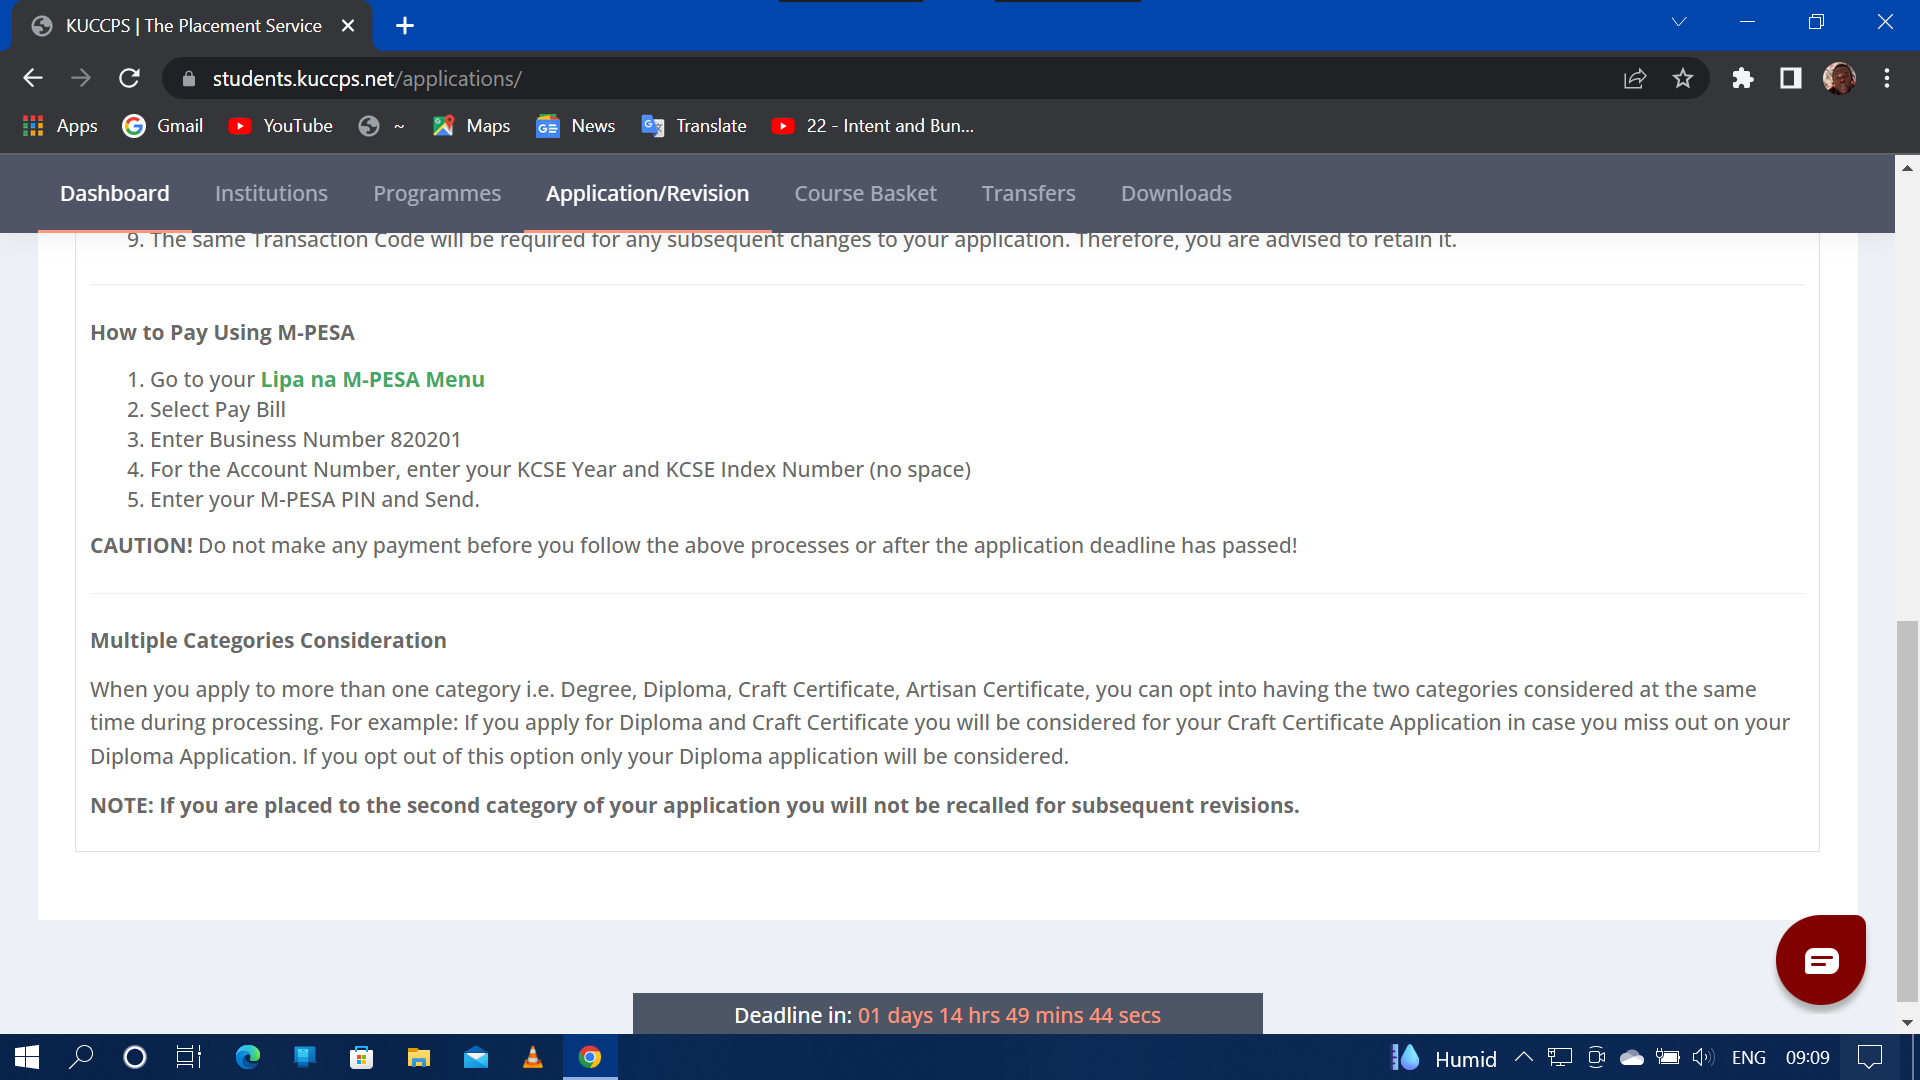 KUCCPS | The Placement Service
students.kuccps.net/applications/
Apps Gmail YouTube ~ Maps News Translate 22 - Intent and Bun...
Dashboard Institutions Programmes Application/Revision Course Basket Transfers Downloads
9. The same Transaction Code will be required for any subsequent changes to your application. Therefore, you are advised to retain it.
How to Pay Using M-PESA
1. Go to your Lipa na M-PESA Menu
2. Select Pay Bill
3. Enter Business Number 820201
4. For the Account Number, enter your KCSE Year and KCSE Index Number (no space)
5. Enter your M-PESA PIN and Send.
CAUTION! Do not make any payment before you follow the above processes or after the application deadline has passed!
Multiple Categories Consideration
When you apply to more than one category i.e. Degree, Diploma, Craft Certificate, Artisan Certificate, you can opt into having the two categories considered at the same
time during processing. For example: If you apply for Diploma and Craft Certificate you will be considered for your Craft Certificate Application in case you miss out on your
Diploma Application. If you opt out of this option only your Diploma application will be considered.
NOTE: If you are placed to the second category of your application you will not be recalled for subsequent revisions.
Deadline in: 01 days 14 hrs 49 mins 44 secs
Humid ENG 09:09